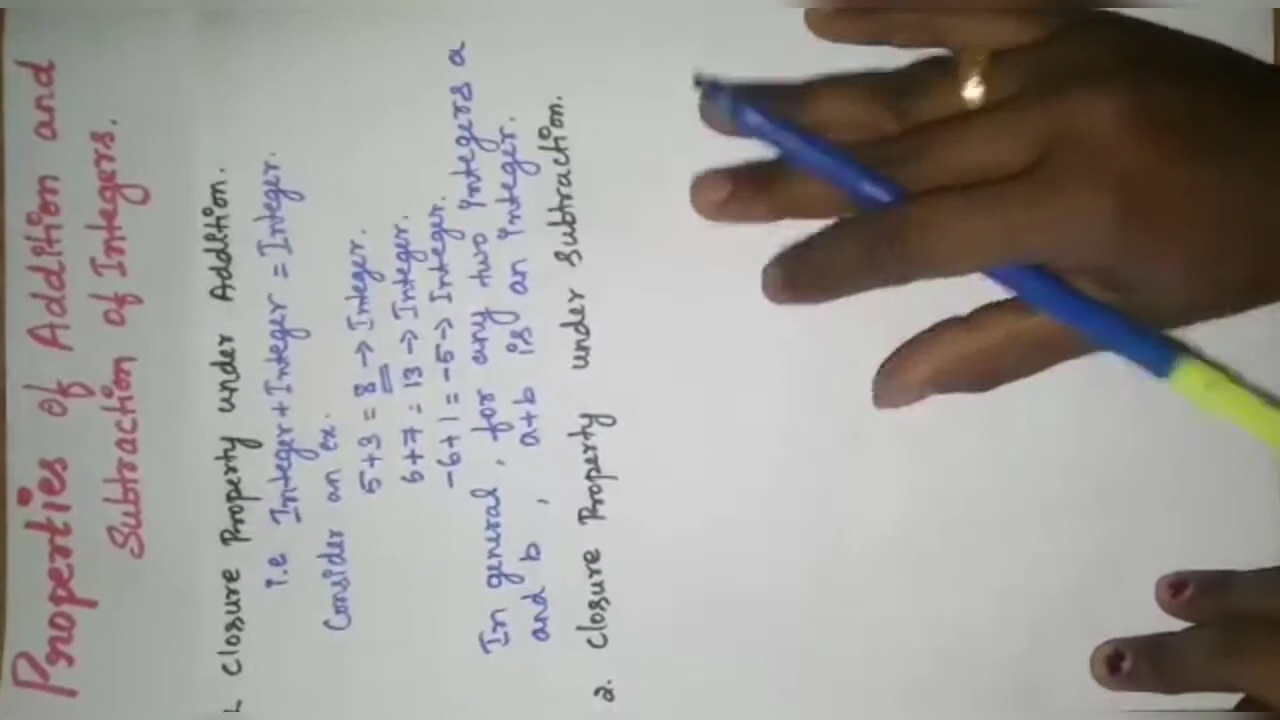 Properties of Addition and
Subtraction of Integers.
1. Closure Property under Addition.
i.e Integer + Integer = Integer.
Consider an ex.
5+3 = 8 → Integer.
6+7 = 13 → Integer.
-6+1 = -5 → Integer.
In general, for any two integers a
and b, a+b is an integer.
2. Closure Property under subtraction.